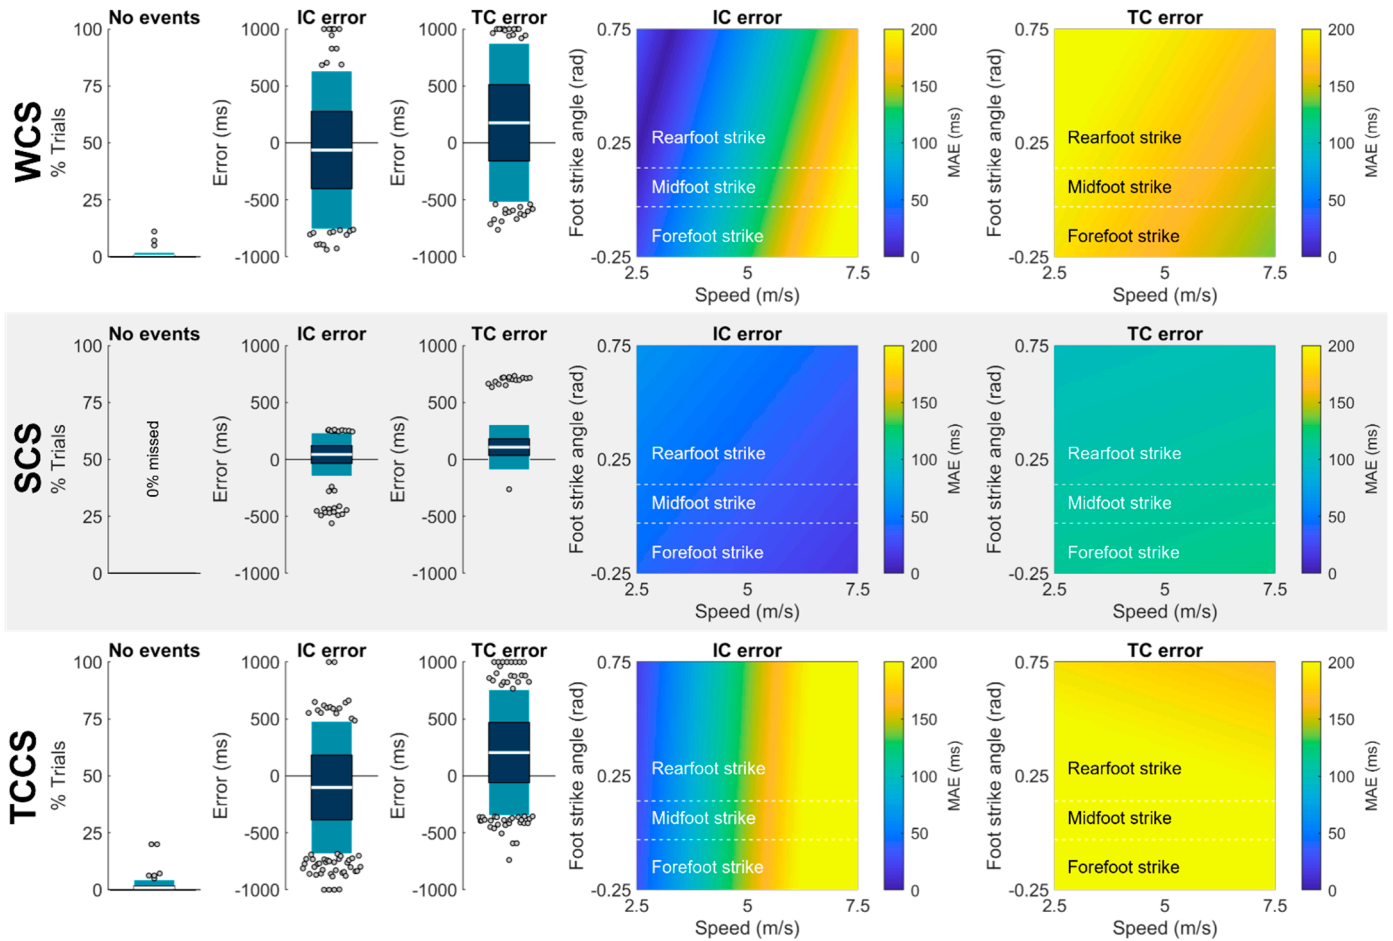 WCS
No events
% Trials
100
75
50
25
0
IC error
Error (ms)
1000
500
0
-500
-1000
TC error
Error (ms)
1000
500
0
-500
-1000
IC error
Foot strike angle (rad)
0.75
0.25
-0.25
Rearfoot strike
Midfoot strike
Forefoot strike
2.5 5 7.5
Speed (m/s)
200
150
100
50
0
MAE (ms)
TC error
Foot strike angle (rad)
0.75
0.25
-0.25
Rearfoot strike
Midfoot strike
Forefoot strike
2.5 5 7.5
Speed (m/s)
200
150
100
50
0
MAE (ms)
SCS
No events
% Trials
100
75
50
25
0
0% missed
IC error
Error (ms)
1000
500
0
-500
-1000
TC error
Error (ms)
1000
500
0
-500
-1000
IC error
Foot strike angle (rad)
0.75
0.25
-0.25
Rearfoot strike
Midfoot strike
Forefoot strike
2.5 5 7.5
Speed (m/s)
200
150
100
50
0
MAE (ms)
TC error
Foot strike angle (rad)
0.75
0.25
-0.25
Rearfoot strike
Midfoot strike
Forefoot strike
2.5 5 7.5
Speed (m/s)
200
150
100
50
0
MAE (ms)
TCCS
No events
% Trials
100
75
50
25
0
IC error
Error (ms)
1000
500
0
-500
-1000
TC error
Error (ms)
1000
500
0
-500
-1000
IC error
Foot strike angle (rad)
0.75
0.25
-0.25
Rearfoot strike
Midfoot strike
Forefoot strike
2.5 5 7.5
Speed (m/s)
200
150
100
50
0
MAE (ms)
TC error
Foot strike angle (rad)
0.75
0.25
-0.25
Rearfoot strike
Midfoot strike
Forefoot strike
2.5 5 7.5
Speed (m/s)
200
150
100
50
0
MAE (ms)